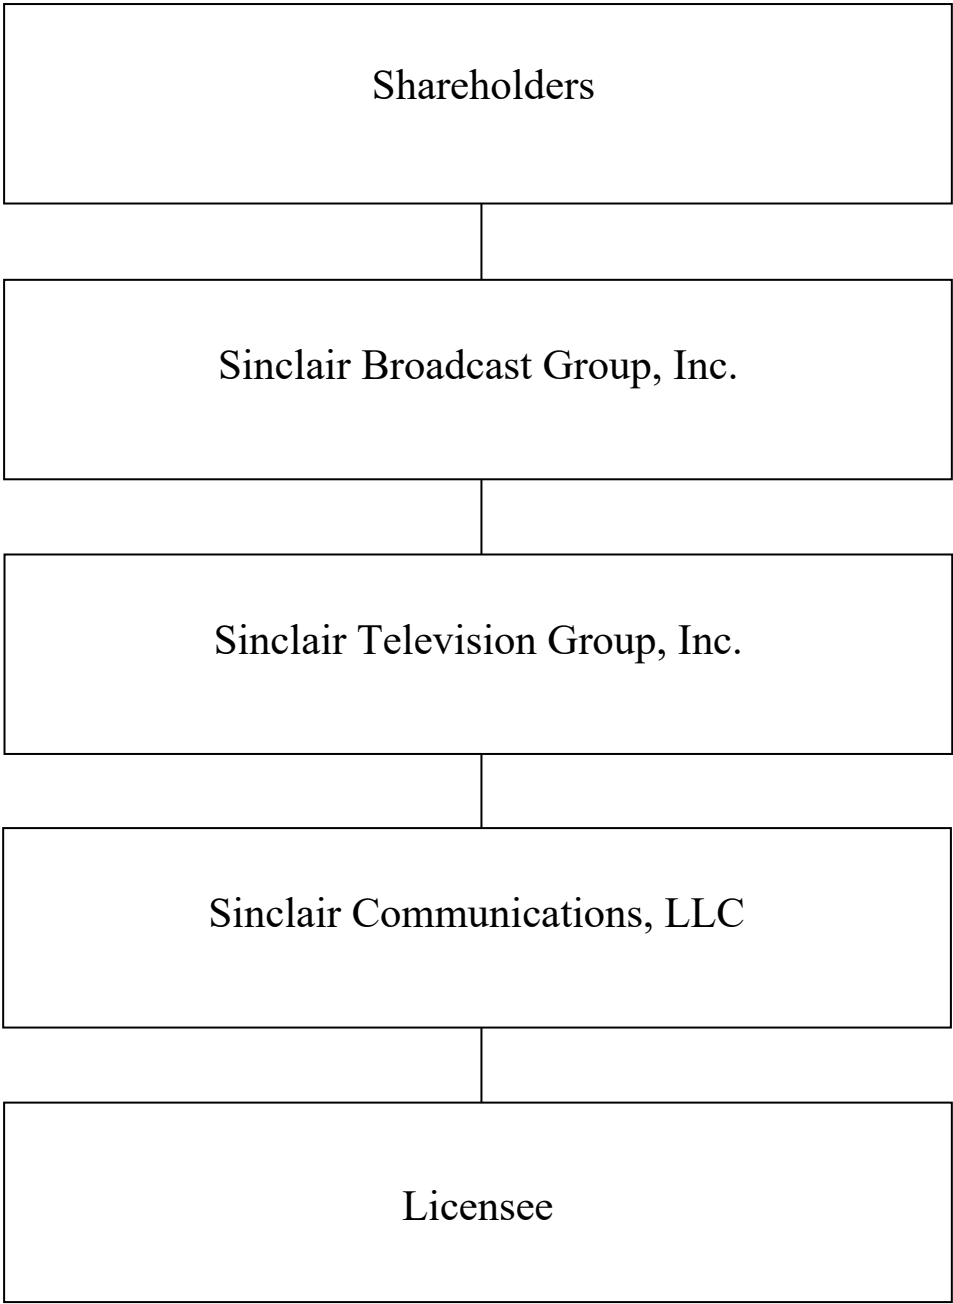 Shareholders
Sinclair Broadcast Group, Inc.
Sinclair Television Group, Inc.
Sinclair Communications, LLC
Licensee